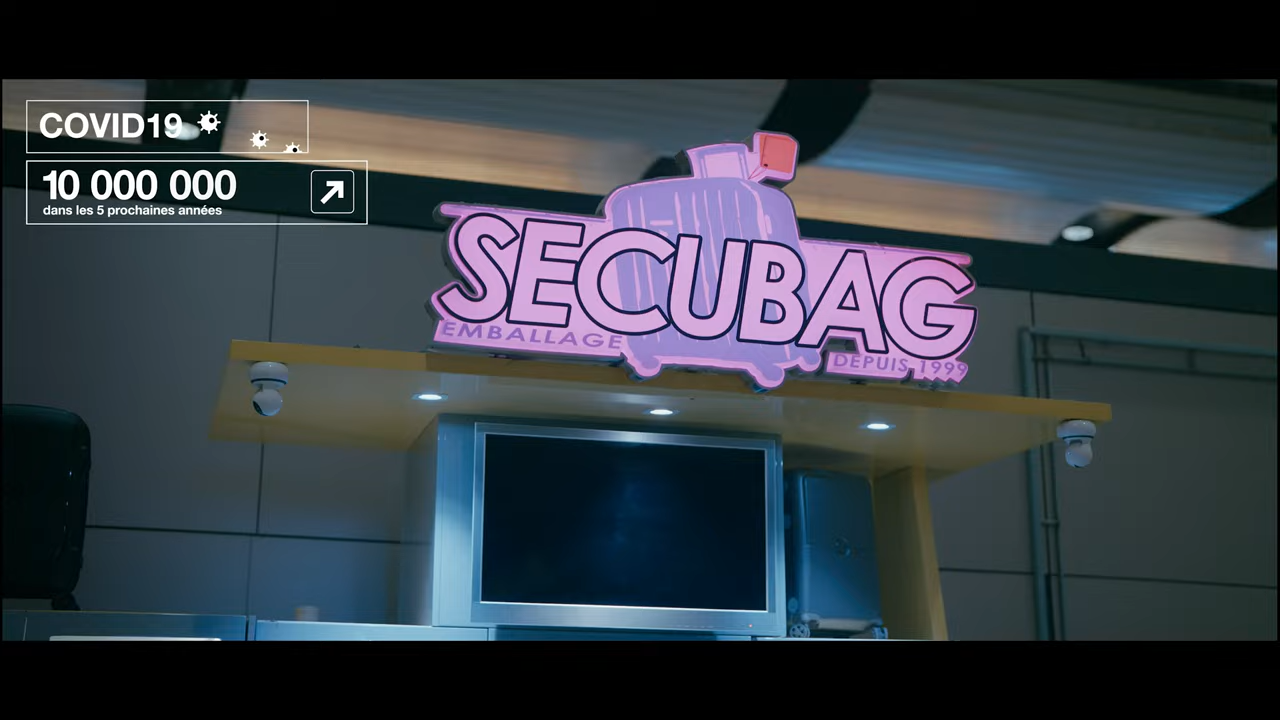 COVID19
10 000 000
dans les 5 prochaines années
SECUBAG
EMBALLAGE
DEPUIS 1999